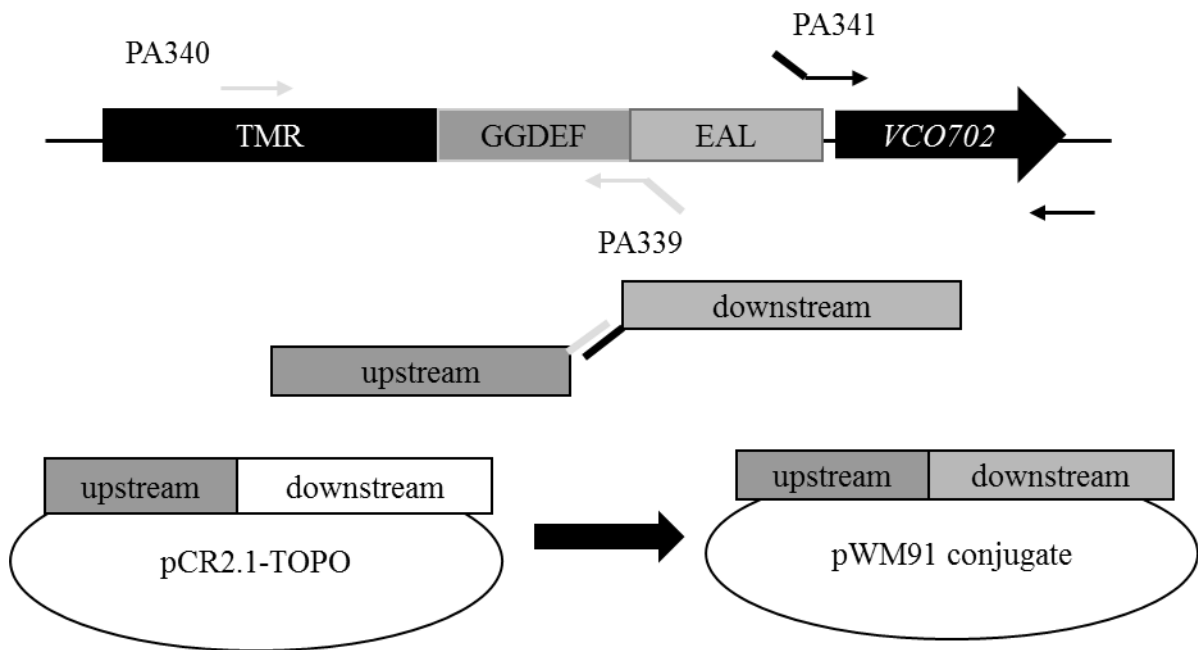 PA341
PA340
TMR GGDEF EAL VCO702
PA339
downstream
upstream
upstream downstream upstream downstream
pCR2.1-TOPO pWM91 conjugate